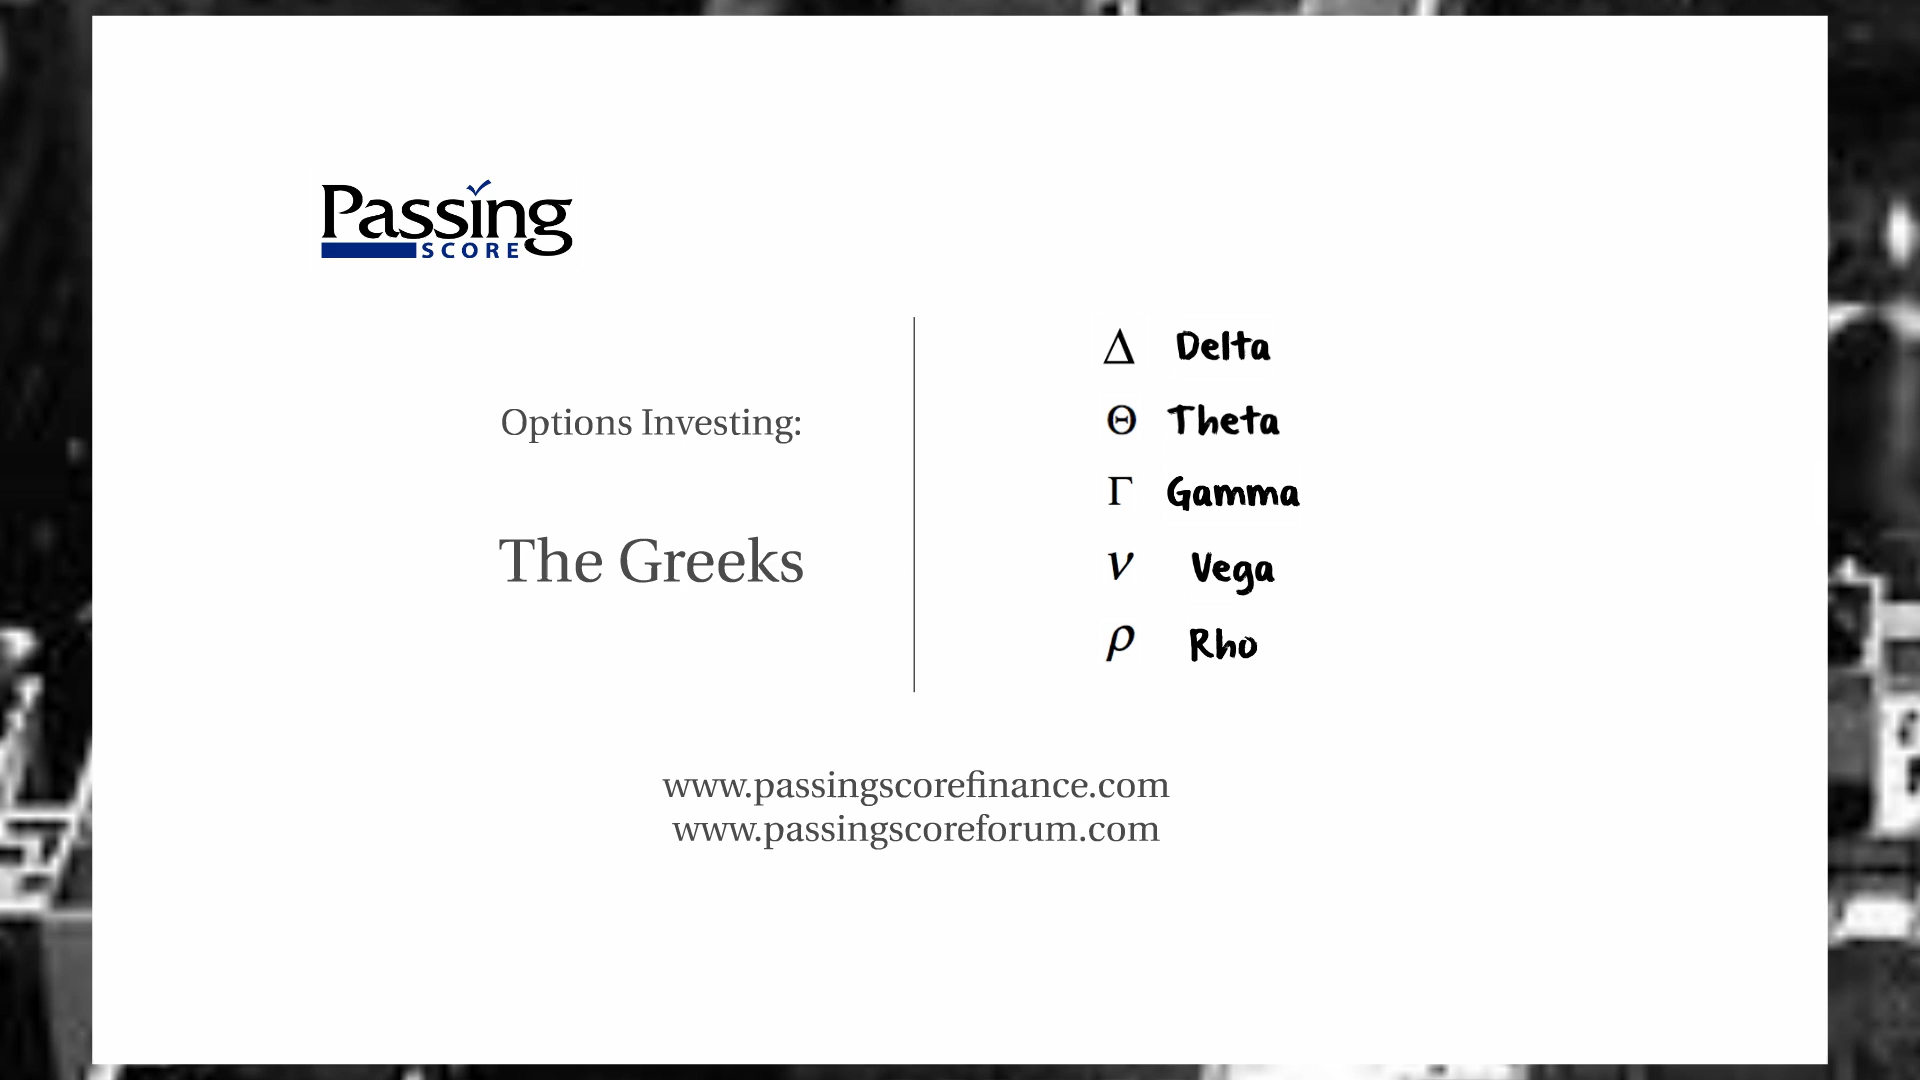 Passing
SCORE
Options Investing:
The Greeks
Δ Delta
Θ Theta
Γ Gamma
ν Vega
ρ Rho
www.passingscorefinance.com
www.passingscoreforum.com